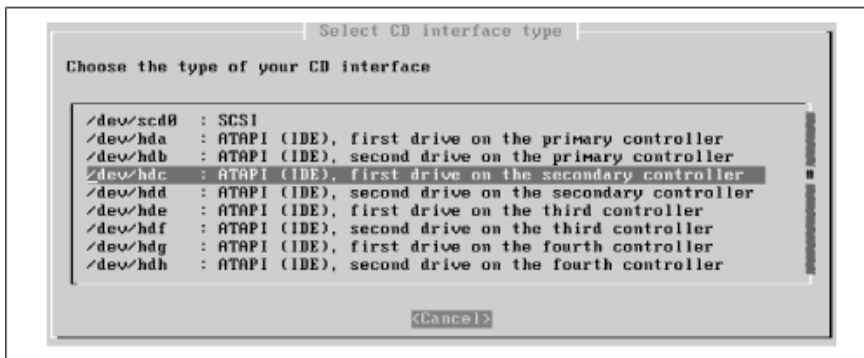 Select CD interface type
Choose the type of your CD interface
/dev/scd0 : SCSI
/dev/hda : ATAPI (IDE), first drive on the primary controller
/dev/hdb : ATAPI (IDE), second drive on the primary controller
/dev/hdc : ATAPI (IDE), first drive on the secondary controller
/dev/hdd : ATAPI (IDE), second drive on the secondary controller
/dev/hde : ATAPI (IDE), first drive on the third controller
/dev/hdf : ATAPI (IDE), second drive on the third controller
/dev/hdg : ATAPI (IDE), first drive on the fourth controller
/dev/hdh : ATAPI (IDE), second drive on the fourth controller
<Cancel>